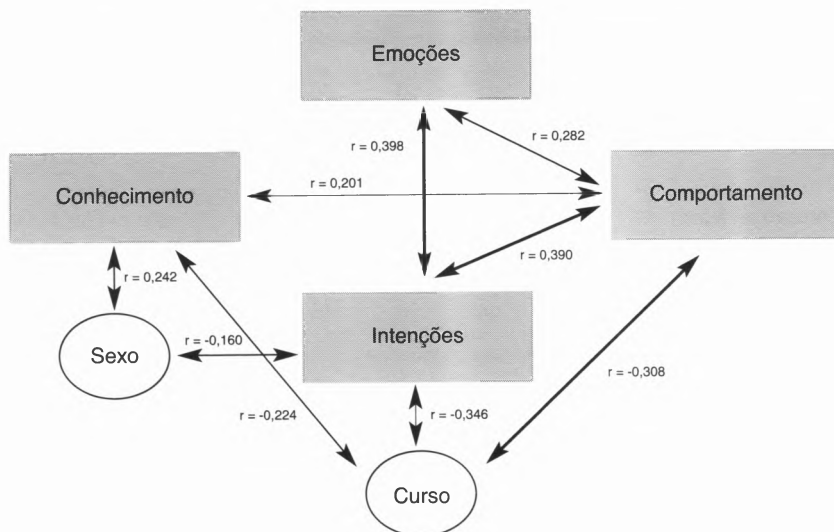 Emoções
r = 0,282
r = 0,398
Conhecimento
r = 0,201
Comportamento
r = 0,390
r = 0,242
Intenções
r = -0,160
Sexo
r = -0,308
r = -0,224
r = -0,346
Curso